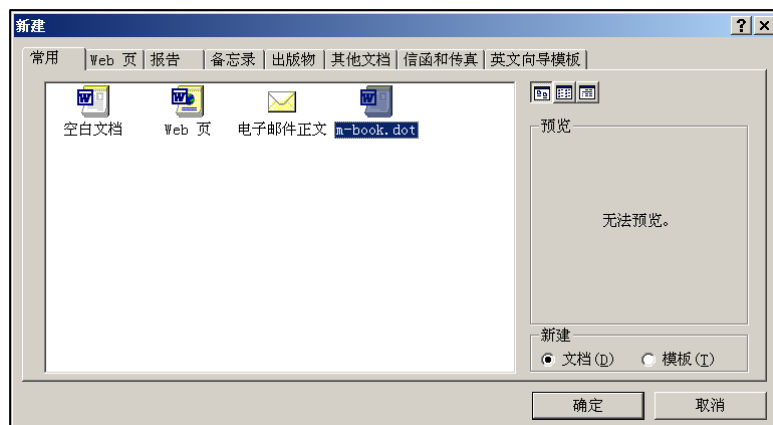 新建
常用 Web 页 报告 备忘录 出版物 其他文档 信函和传真 英文向导模板
空白文档 Web 页 电子邮件正文 m-book.dot
预览
无法预览。
新建
文档(D) 模板(T)
确定 取消